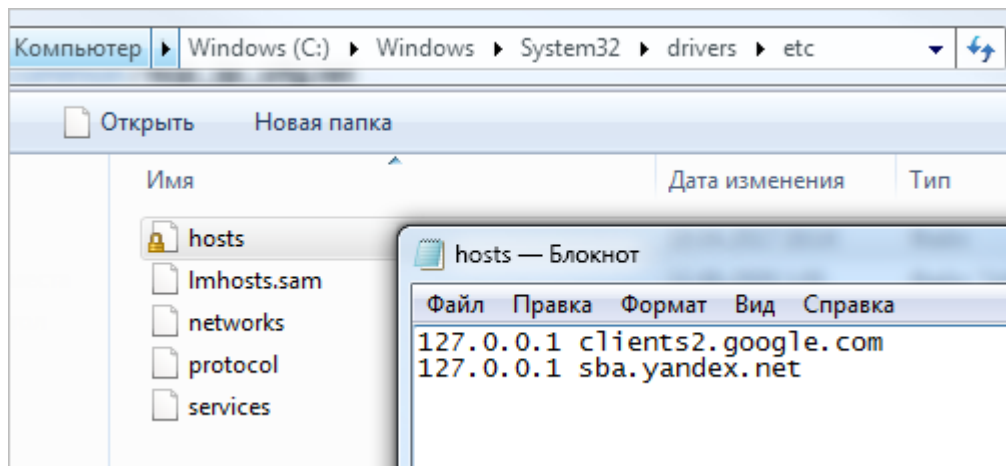 Компьютер Windows (C:) Windows System32 drivers etc
Открыть Новая папка
Имя Дата изменения Тип
hosts
lmhosts.sam
networks
protocol
services
hosts — Блокнот
Файл Правка Формат Вид Справка
127.0.0.1 clients2.google.com
127.0.0.1 sba.yandex.net